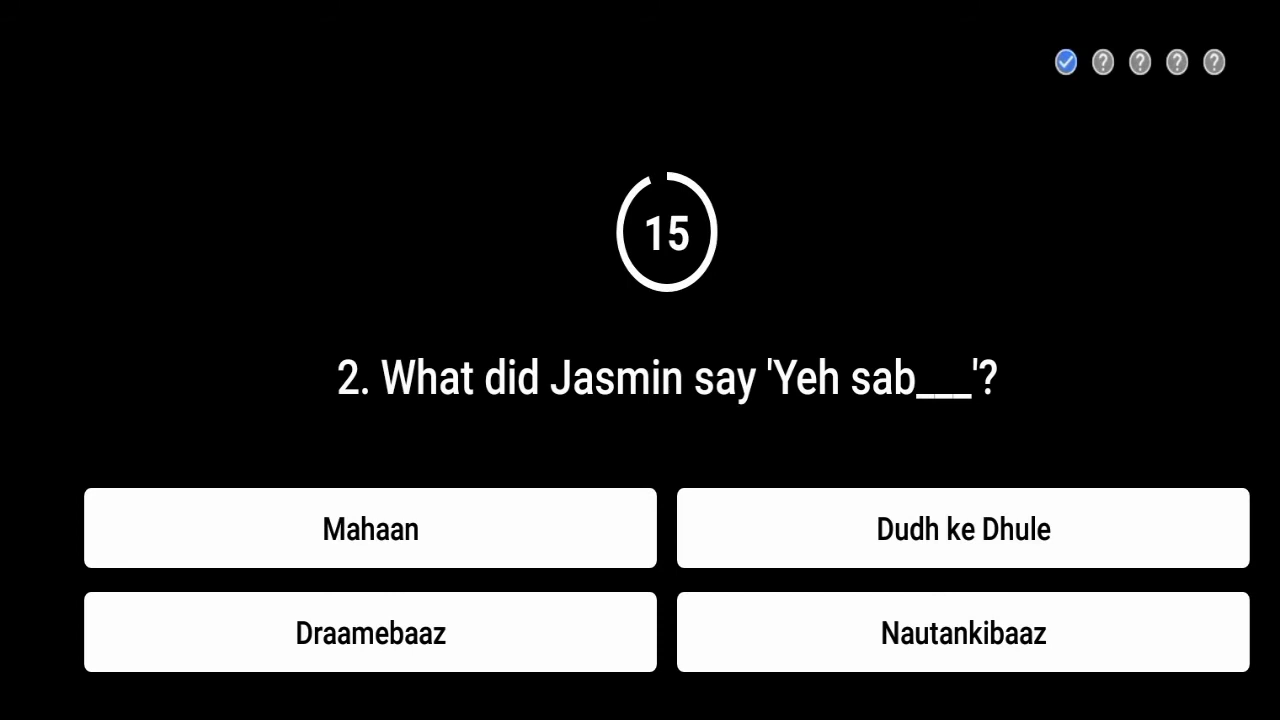 15
2. What did Jasmin say 'Yeh sab___'?
Mahaan
Dudh ke Dhule
Draamebaaz
Nautankibaaz